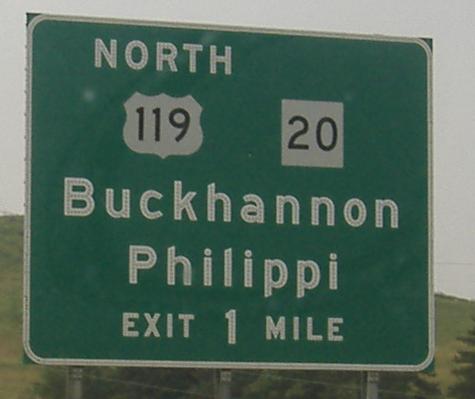 NORTH
119 20
Buckhannon
Philippi
EXIT 1 MILE